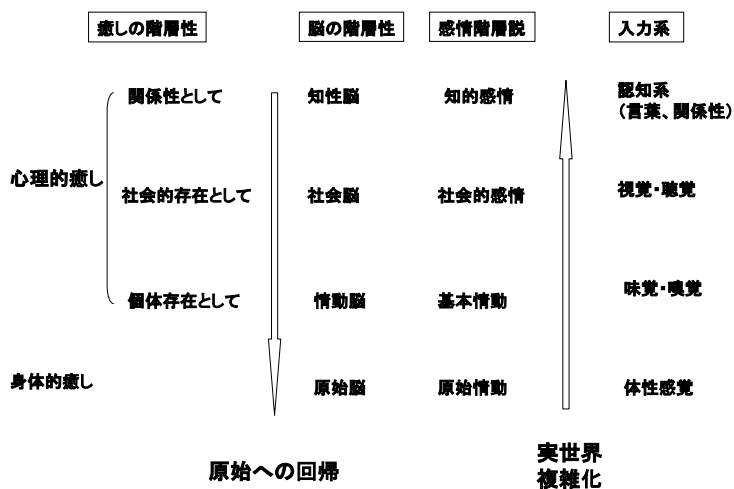 癒しの階層性 脳の階層性 感情階層説 入力系
関係性として 知性脳 知的感情 認知系
(言葉、関係性)
心理的癒し
社会的存在として 社会脳 社会的感情 視覚・聴覚
個体存在として 情動脳 基本情動 味覚・嗅覚
身体的癒し 原始脳 原始情動 体性感覚
原始への回帰
実世界
複雑化